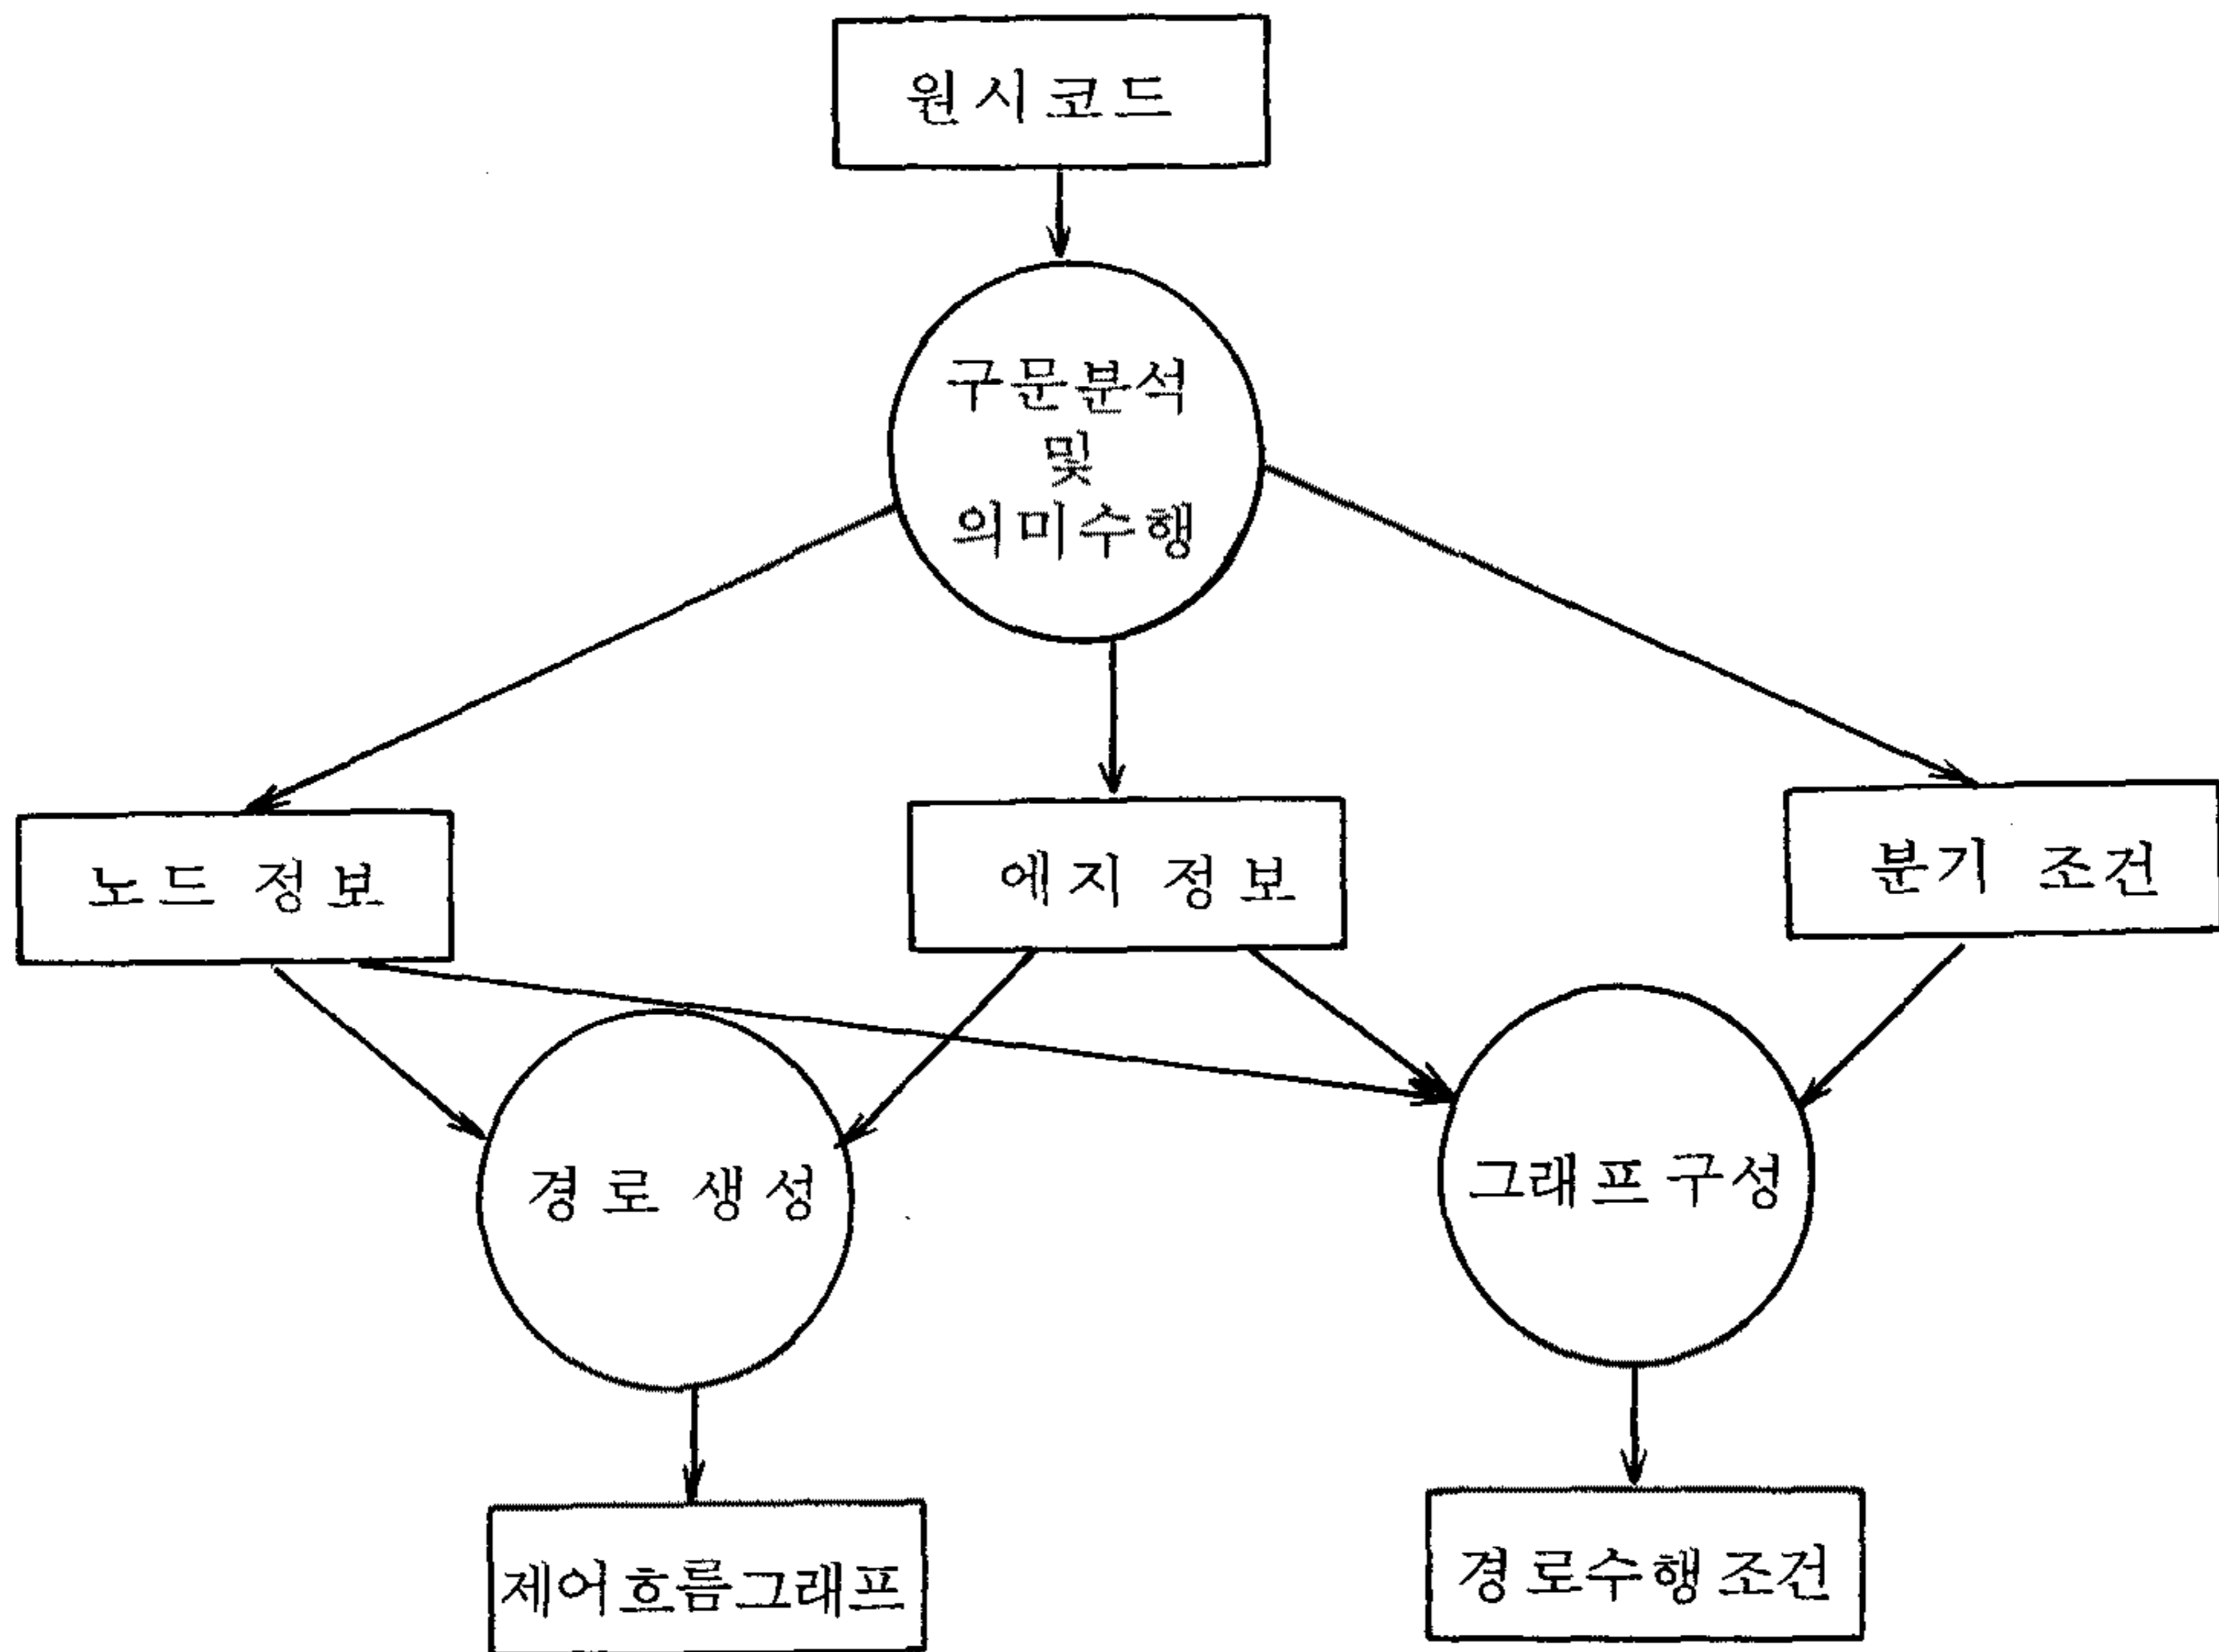 원시코드
구문분석
및
의미수행
노드 정보
에지 정보
분기 조건
경로 생성
그래프 구성
제어흐름그래프
경로수행조건